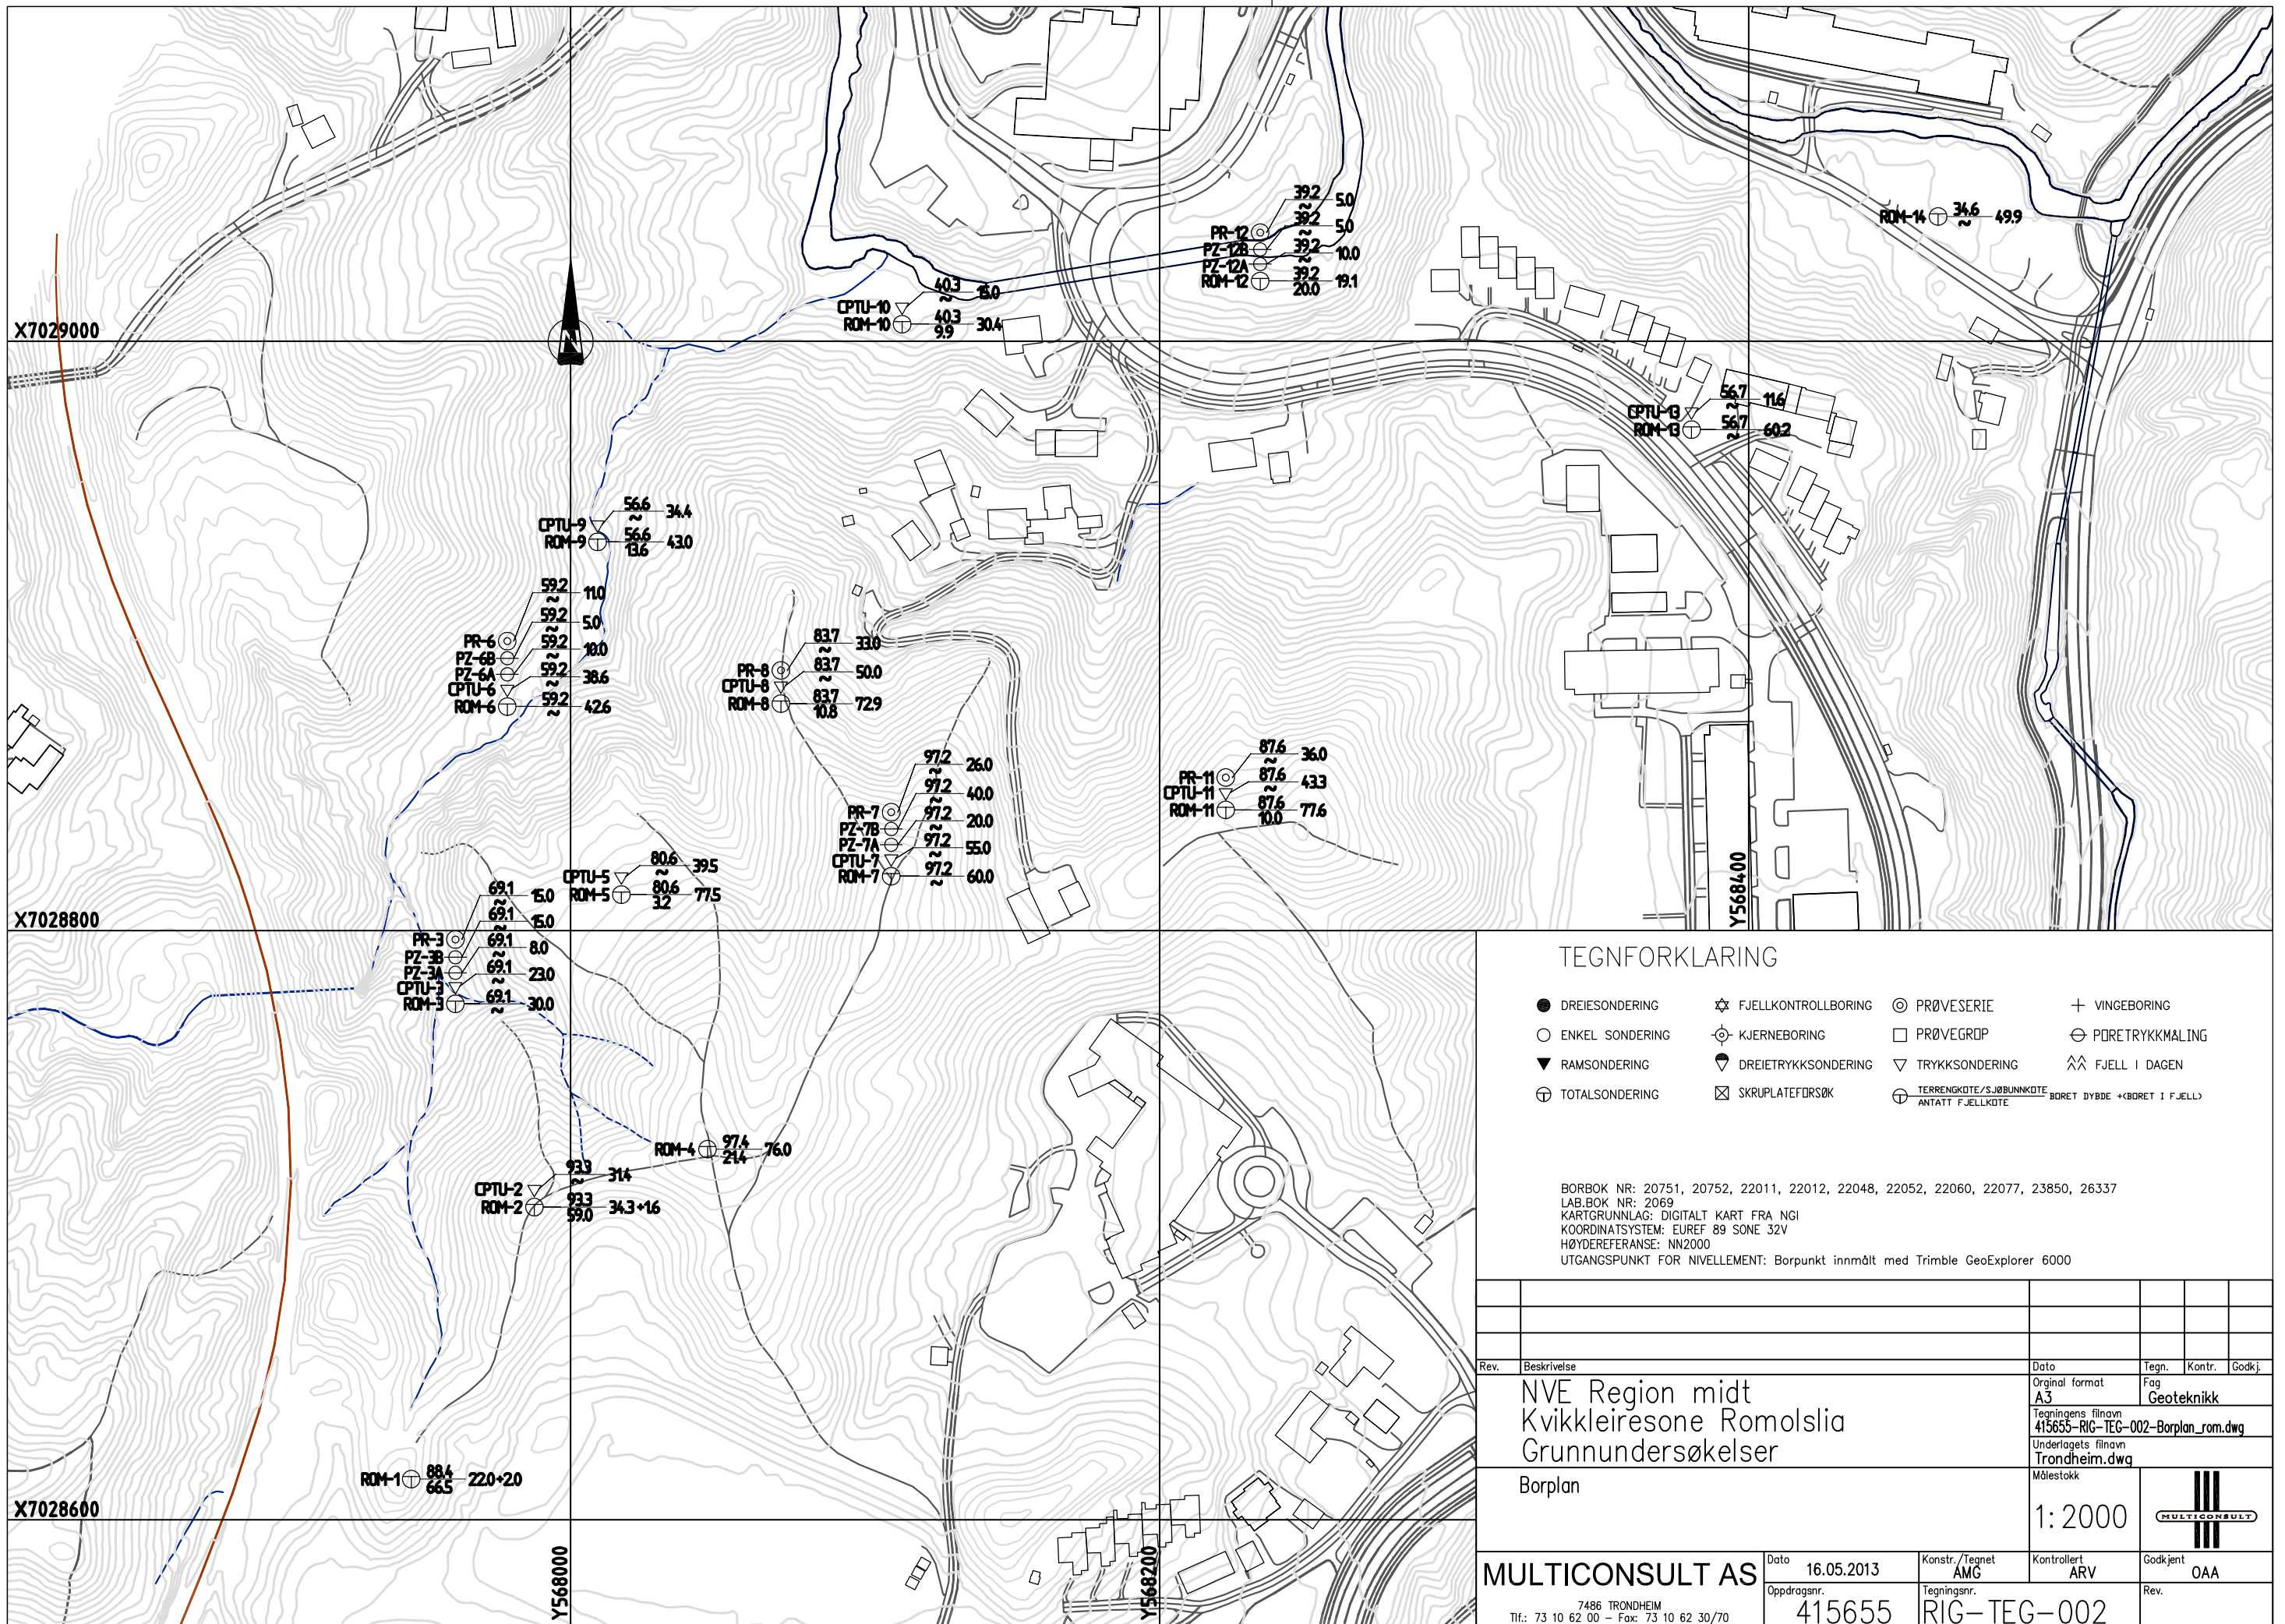 PR-12 39.2 ~ 5.0
PZ-12B 39.2 ~ 5.0
PZ-12A 39.2 ~ 10.0
ROM-12 39.2 20.0 19.1
ROM-14 34.6 ~ 49.9
CPTU-10 40.3 ~ 15.0
ROM-10 40.3 9.9 30.4
X7029000
N
CPTU-13 56.7 ~ 11.6
ROM-13 56.7 ~ 60.2
CPTU-9 56.6 ~ 34.4
ROM-9 56.6 13.6 43.0
PR-6 59.2 ~ 11.0
PZ-6B 59.2 ~ 5.0
PZ-6A 59.2 ~ 10.0
CPTU-6 59.2 ~ 38.6
ROM-6 59.2 ~ 42.6
PR-8 83.7 ~ 33.0
CPTU-8 83.7 ~ 50.0
ROM-8 83.7 10.8 72.9
PR-7 97.2 ~ 26.0
PZ-7B 97.2 ~ 40.0
PZ-7A 97.2 ~ 20.0
CPTU-7 97.2 ~ 55.0
ROM-7 97.2 ~ 60.0
PR-11 87.6 ~ 36.0
CPTU-11 87.6 ~ 43.3
ROM-11 87.6 10.0 77.6
CPTU-5 80.6 ~ 39.5
ROM-5 80.6 3.2 77.5
Y568400
X7028800
PR-3 69.1 ~ 15.0
PZ-3B 69.1 ~ 15.0
PZ-3A 69.1 ~ 8.0
CPTU-3 69.1 ~ 23.0
ROM-3 69.1 ~ 30.0
ROM-4 97.4 21.4 76.0
CPTU-2 93.3 ~ 31.4
ROM-2 93.3 59.0 34.3+1.6
ROM-1 88.4 66.5 22.0+2.0
X7028600
Y568000
Y568200
TEGNFORKLARING
DREIESONDERING FJELLKONTROLLBORING PRØVESERIE VINGEBORING
ENKEL SONDERING KJERNEBORING PRØVEGROP PORETRYKKMÅLING
RAMSONDERING DREIETRYKKSONDERING TRYKKSONDERING FJELL I DAGEN
TOTALSONDERING SKRUPLATEFORSØK TERRENGKOTE/SJØBUNNKOTE
ANTATT FJELLKOTE BORET DYBDE +(BORET I FJELL)
BORBOK NR: 20751, 20752, 22011, 22012, 22048, 22052, 22060, 22077, 23850, 26337
LAB.BOK NR: 2069
KARTGRUNNLAG: DIGITALT KART FRA NGI
KOORDINATSYSTEM: EUREF 89 SONE 32V
HØYDEREFERANSE: NN2000
UTGANGSPUNKT FOR NIVELLEMENT: Borpunkt innmålt med Trimble GeoExplorer 6000
Rev. Beskrivelse Dato Tegn. Kontr. Godkj.
NVE Region midt
Kvikkleiresone Romolslia
Grunnundersøkelser
Orginal format
A3
Fag
Geoteknikk
Tegningens filnavn
415655-RIG-TEG-002-Borplan_rom.dwg
Underlagets filnavn
Trondheim.dwg
Borplan
Målestokk
1:2000
MULTICONSULT
MULTICONSULT AS
7486 TRONDHEIM
Tlf.: 73 10 62 00 - Fax: 73 10 62 30/70
Dato
16.05.2013
Konstr./Tegnet
AMG
Kontrollert
ARV
Godkjent
OAA
Oppdragsnr.
415655
Tegningsnr.
RIG-TEG-002
Rev.